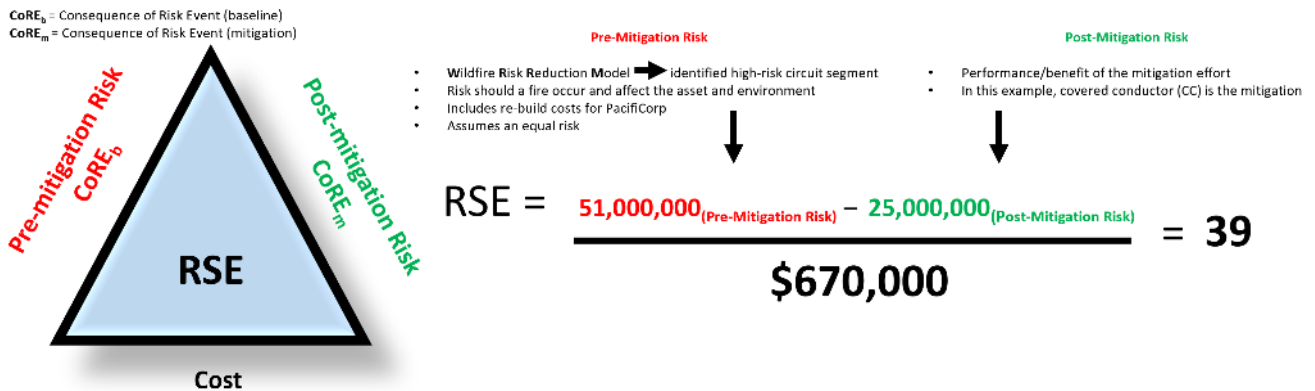 CoRE_b = Consequence of Risk Event (baseline)
CoRE_m = Consequence of Risk Event (mitigation)
Pre-mitigation Risk
CoRE_b
Post-mitigation Risk
CoRE_m
RSE
Cost
Pre-Mitigation Risk
• Wildfire Risk Reduction Model identified high-risk circuit segment
• Risk should a fire occur and affect the asset and environment
• Includes re-build costs for PacifiCorp
• Assumes an equal risk
Post-Mitigation Risk
• Performance/benefit of the mitigation effort
• In this example, covered conductor (CC) is the mitigation
RSE = 51,000,000(Pre-Mitigation Risk) – 25,000,000(Post-Mitigation Risk) = 39
$670,000